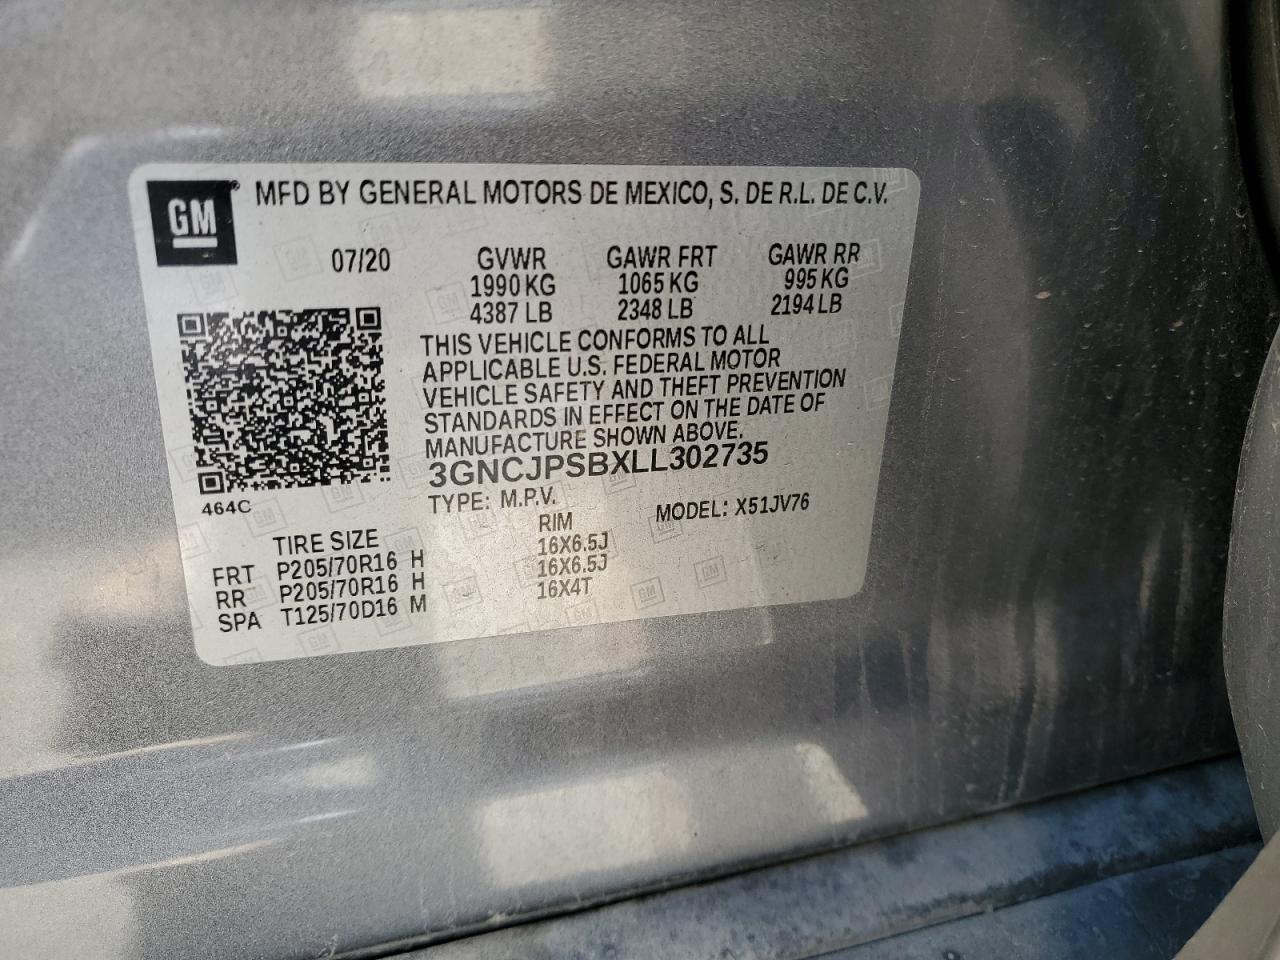 GM ® MFD BY GENERAL MOTORS DE MEXICO, S. DE R.L. DE C.V.
07/20 GVWR GAWR FRT GAWR RR
1990 KG 1065 KG 995 KG
4387 LB 2348 LB 2194 LB
THIS VEHICLE CONFORMS TO ALL
APPLICABLE U.S. FEDERAL MOTOR
VEHICLE SAFETY AND THEFT PREVENTION
STANDARDS IN EFFECT ON THE DATE OF
MANUFACTURE SHOWN ABOVE.
3GNCJPSBXLL302735
464C TYPE: M.P.V. MODEL: X51JV76
TIRE SIZE RIM
FRT P205/70R16 H 16X6.5J
RR P205/70R16 H 16X6.5J
SPA T125/70D16 M 16X4T